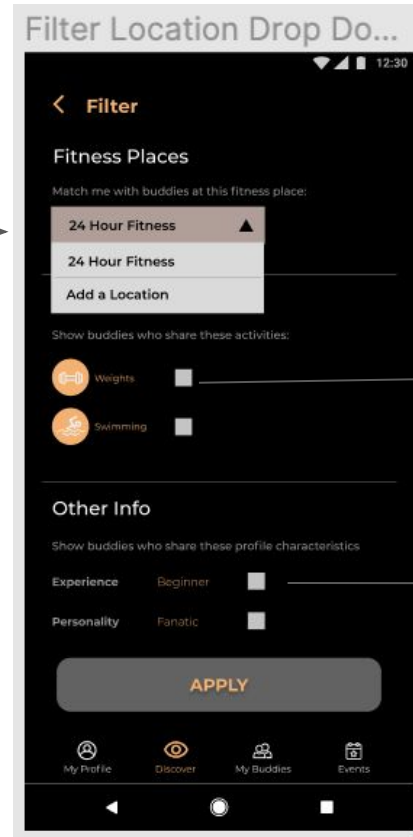 Filter Location Drop Do...
12:30
Filter
Fitness Places
Match me with buddies at this fitness place:
24 Hour Fitness
24 Hour Fitness
Add a Location
Show buddies who share these activities:
Weights
Swimming
Other Info
Show buddies who share these profile characteristics
Experience Beginner
Personality Fanatic
APPLY
My Profile Discover My Buddies Events